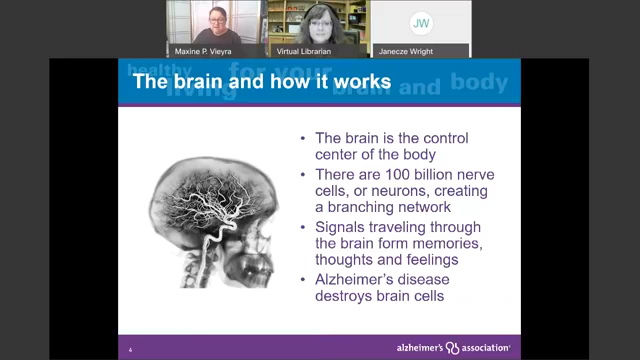 JW
Maxine P. Vieyra
Virtual Librarian
Janecze Wright
healthy living for your brain and body
The brain and how it works
• The brain is the control
center of the body
• There are 100 billion nerve
cells, or neurons, creating
a branching network
• Signals traveling through
the brain form memories,
thoughts and feelings
• Alzheimer's disease
destroys brain cells
4
alzheimer's association®